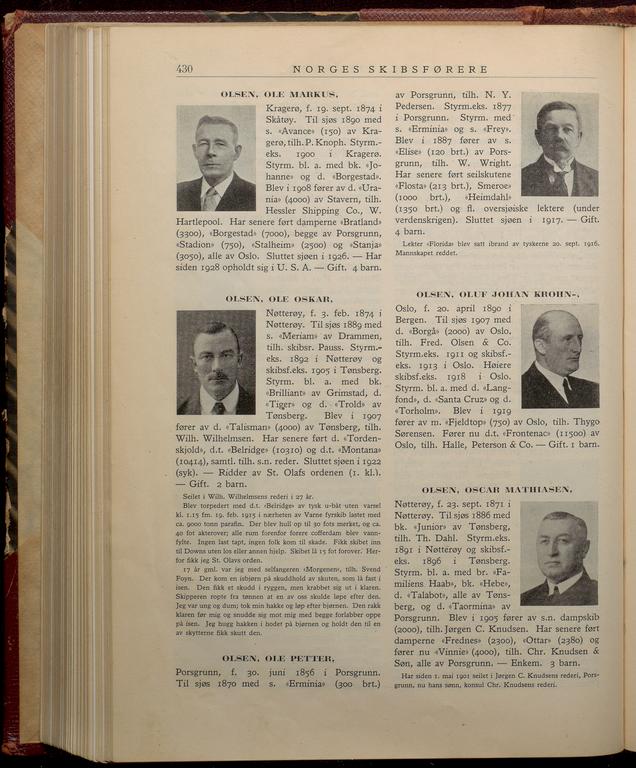 430 NORGES SKIBSFØRERE
OLSEN, OLE MARKUS,
Kragerø, f. 19. sept. 1874 i
Skåtøy. Til sjøs 1890 med
s. «Avance» (150) av Kra-
gerø, tilh. P. Knoph. Styrm.-
eks. 1900 i Kragerø.
Styrm. bl. a. med bk. «Jo-
hanne» og d. «Borgestad».
Blev i 1908 fører av d. «Ura-
nia» (4000) av Stavern, tilh.
Hessler Shipping Co., W.
Hartlepool. Har senere ført damperne «Bratland»
(3300), «Borgestad» (7000), begge av Porsgrunn,
«Stadion» (750), «Stalheim» (2500) og «Stanja»
(3050), alle av Oslo. Sluttet sjøen i 1926. — Har
siden 1928 opholdt sig i U. S. A. — Gift. 4 barn.
OLSEN, OLE OSKAR,
Nøtterøy, f. 3. feb. 1874 i
Nøtterøy. Til sjøs 1889 med
s. «Meriam» av Drammen,
tilh. skibsr. Pauss. Styrm.-
eks. 1892 i Nøtterøy og
skibsf.eks. 1905 i Tønsberg.
Styrm. bl. a. med bk.
«Brilliant» av Grimstad, d.
«Tiger» og d. «Trold» av
Tønsberg. Blev i 1907
fører av d. «Talisman» (4000) av Tønsberg, tilh.
Wilh. Wilhelmsen. Har senere ført d. «Torden-
skjold», d.t. «Belridge» (10310) og d.t. «Montana»
(10414), samtl. tilh. s.n. reder. Sluttet sjøen i 1922
(syk). — Ridder av St. Olafs ordenen (1. kl.).
— Gift. 2 barn.
Seilet i Wilh. Wilhelmsens rederi i 27 år.
Blev torpedert med d.t. «Belridge» av tysk u-båt uten varsel
kl. 1.15 fm. 19. feb. 1915 i nærheten av Varne fyrskib lastet med
ca. 9000 tonn parafin. Der blev hull op til 30 fots mørket, og ca.
40 fot akterover; alle rum forenfor forere cofferdam blev vann-
fylte. Ingen last tapt, ingen folk kom til skade. Fikk skibet inn
til Downs uten los eller annen hjelp. Skibet lå 15 fot forover. Her-
for fikk jeg St. Olavs orden.
17 år gml. var jeg med selfangeren «Morgenen», tilh. Svend
Foyn. Der kom en isbjørn på skuddhold av skuten, som lå fast i
isen. Den fikk et skudd i ryggen, men krabbet sig ut i klaren.
Skipperen ropte fra tønnen at en av oss skulde løpe efter den.
Jeg var ung og dum; tok min hakke og løp efter bjørnen. Den rakk
klaren før mig og snudde sig mot mig med begge forlabber oppe
på isen. Jeg hugg hakken i hodet på bjørnen og holdt den til en
av skytterne fikk skutt den.
OLSEN, OLE PETTER,
Porsgrunn, f. 30. juni 1856 i Porsgrunn.
Til sjøs 1870 med s. «Erminia» (300 brt.)
av Porsgrunn, tilh. N. Y.
Pedersen. Styrm.eks. 1877
i Porsgrunn. Styrm. med
s. «Erminia» og s. «Frey».
Blev i 1887 fører av s.
«Elise» (120 brt.) av Pors-
grunn, tilh. W. Wright.
Har senere ført seilskutene
«Flosta» (213 brt.), Smeroe»
(1000 brt.), «Heimdahl»
(1350 brt.) og fl. oversjøiske lektere (under
verdenskrigen). Sluttet sjøen i 1917. — Gift.
4 barn.
Lekter «Florida» blev satt ibrand av tyskerne 20. sept. 1916.
Mannskapet reddet.
OLSEN, OLUF JOHAN KROHN-,
Oslo, f. 20. april 1890 i
Bergen. Til sjøs 1907 med
d. «Borgå» (2000) av Oslo,
tilh. Fred. Olsen & Co.
Styrm.eks. 1911 og skibsf.-
eks. 1913 i Oslo. Høiere
skibsf.eks. 1918 i Oslo.
Styrm. bl. a. med d. «Lang-
fond», d. «Santa Cruz» og d.
«Torholm». Blev i 1919
fører av m. «Fjeldtop» (750) av Oslo, tilh. Thygo
Sørensen. Fører nu d.t. «Frontenac» (11500) av
Oslo, tilh. Halle, Peterson & Co. — Gift. 1 barn.
OLSEN, OSCAR MATHIASEN,
Nøtterøy, f. 23. sept. 1871 i
Nøtterøy. Til sjøs 1886 med
bk. «Junior» av Tønsberg,
tilh. Th. Dahl. Styrm.eks.
1891 i Nøtterøy og skibsf.-
eks. 1896 i Tønsberg.
Styrm. bl. a. med br. «Fa-
miliens Haab», bk. «Hebe»,
d. «Talabot», alle av Tøns-
berg, og d. «Taormina» av
Porsgrunn. Blev i 1905 fører av s.n. dampskib
(2000), tilh. Jørgen C. Knudsen. Har senere ført
damperne «Frednes» (2300), «Ottar» (2380) og
fører nu «Vinnie» (4000), tilh. Chr. Knudsen &
Søn, alle av Porsgrunn. — Enkem. 3 barn.
Har siden 1. mai 1901 seilet i Jørgen C. Knudsens rederi, Pors-
grunn, nu hans sønn, konsul Chr. Knudsens rederi.